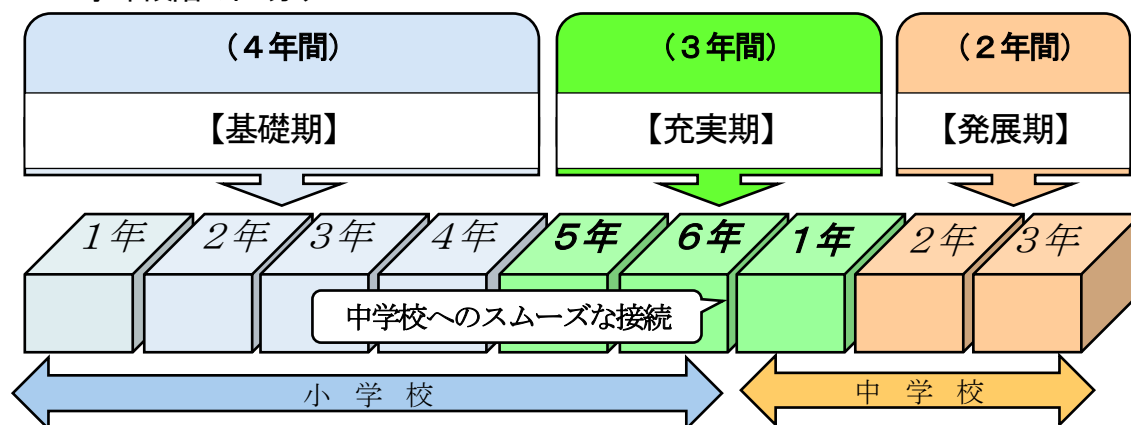 （４年間）
（３年間）
（２年間）
【基礎期】
【充実期】
【発展期】
１年
２年
３年
４年
５年
６年
１年
２年
３年
中学校へのスムーズな接続
小　学　校
中　学　校